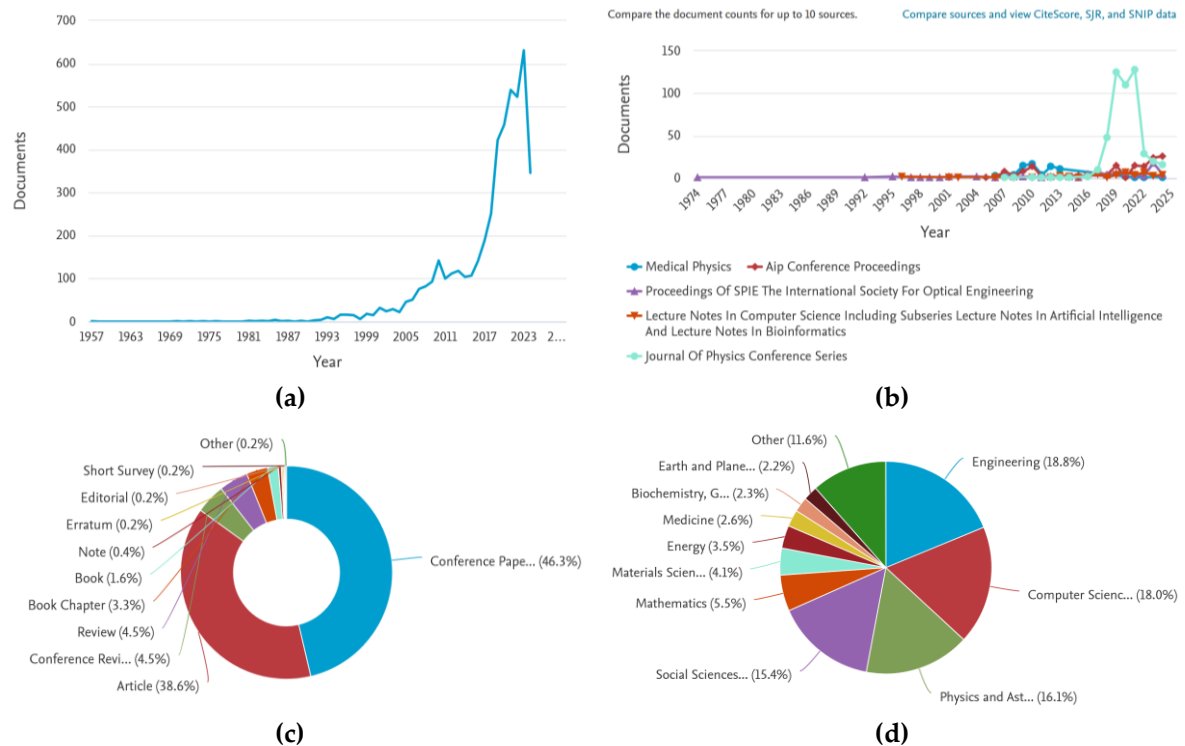 700
600
500
400
300
200
100
0
Documents
1957 1963 1969 1975 1981 1987 1993 1999 2005 2011 2017 2023 2...
Year
(a)
Compare the document counts for up to 10 sources. Compare sources and view CiteScore, SJR, and SNIP data
150
100
50
0
Documents
1974 1977 1980 1983 1986 1989 1992 1995 1998 2001 2004 2007 2010 2013 2016 2019 2022 2025
Year
Medical Physics Aip Conference Proceedings
Proceedings Of SPIE The International Society For Optical Engineering
Lecture Notes In Computer Science Including Subseries Lecture Notes In Artificial Intelligence
And Lecture Notes In Bioinformatics
Journal Of Physics Conference Series
(b)
Other (0.2%)
Short Survey (0.2%)
Editorial (0.2%)
Erratum (0.2%)
Note (0.4%)
Book (1.6%)
Book Chapter (3.3%)
Review (4.5%)
Conference Revi... (4.5%)
Article (38.6%)
Conference Pape... (46.3%)
(c)
Other (11.6%)
Earth and Plane... (2.2%)
Biochemistry, G... (2.3%)
Medicine (2.6%)
Energy (3.5%)
Materials Scien... (4.1%)
Mathematics (5.5%)
Social Sciences... (15.4%)
Engineering (18.8%)
Computer Scienc... (18.0%)
Physics and Ast... (16.1%)
(d)